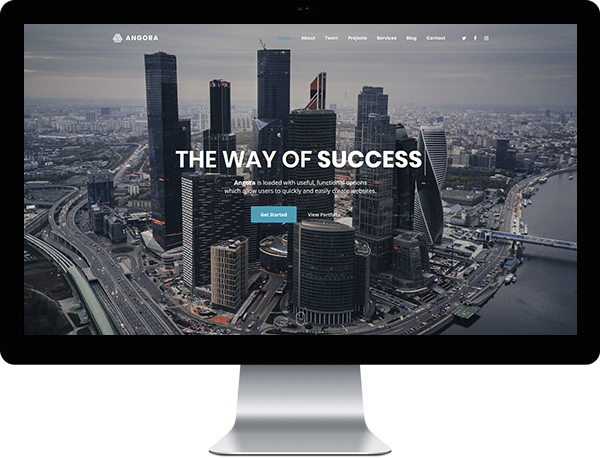 ANGORA
Home About Team Projects Services Blog Contact
THE WAY OF SUCCESS
Angora is loaded with useful, functional options
which allow users to quickly and easily create websites.
Get Started View Portfolio